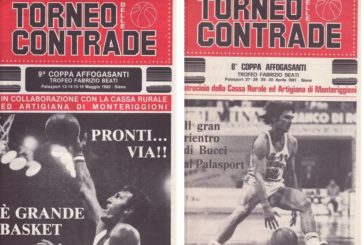 TORNEO
DELLE
CONTRADE
9ª COPPA AFFOGASANTI
TROFEO FABRIZIO BEATI
Palasport 12-13-14-15-16 Maggio 1982 - Siena
IN COLLABORAZIONE CON LA CASSA RURALE
ED ARTIGIANA DI MONTERIGGIONI
PRONTI...
VIA!!
È GRANDE
BASKET
TORNEO
DELLE
CONTRADE
8ª COPPA AFFOGASANTI
TROFEO FABRIZIO BEATI
Palasport 27-28-29-30 Aprile 1981 - Siena
Patrocinio della Cassa Rurale
ed Artigiana di Monteriggioni
Il gran
rientro
di Bucci
al Palasport